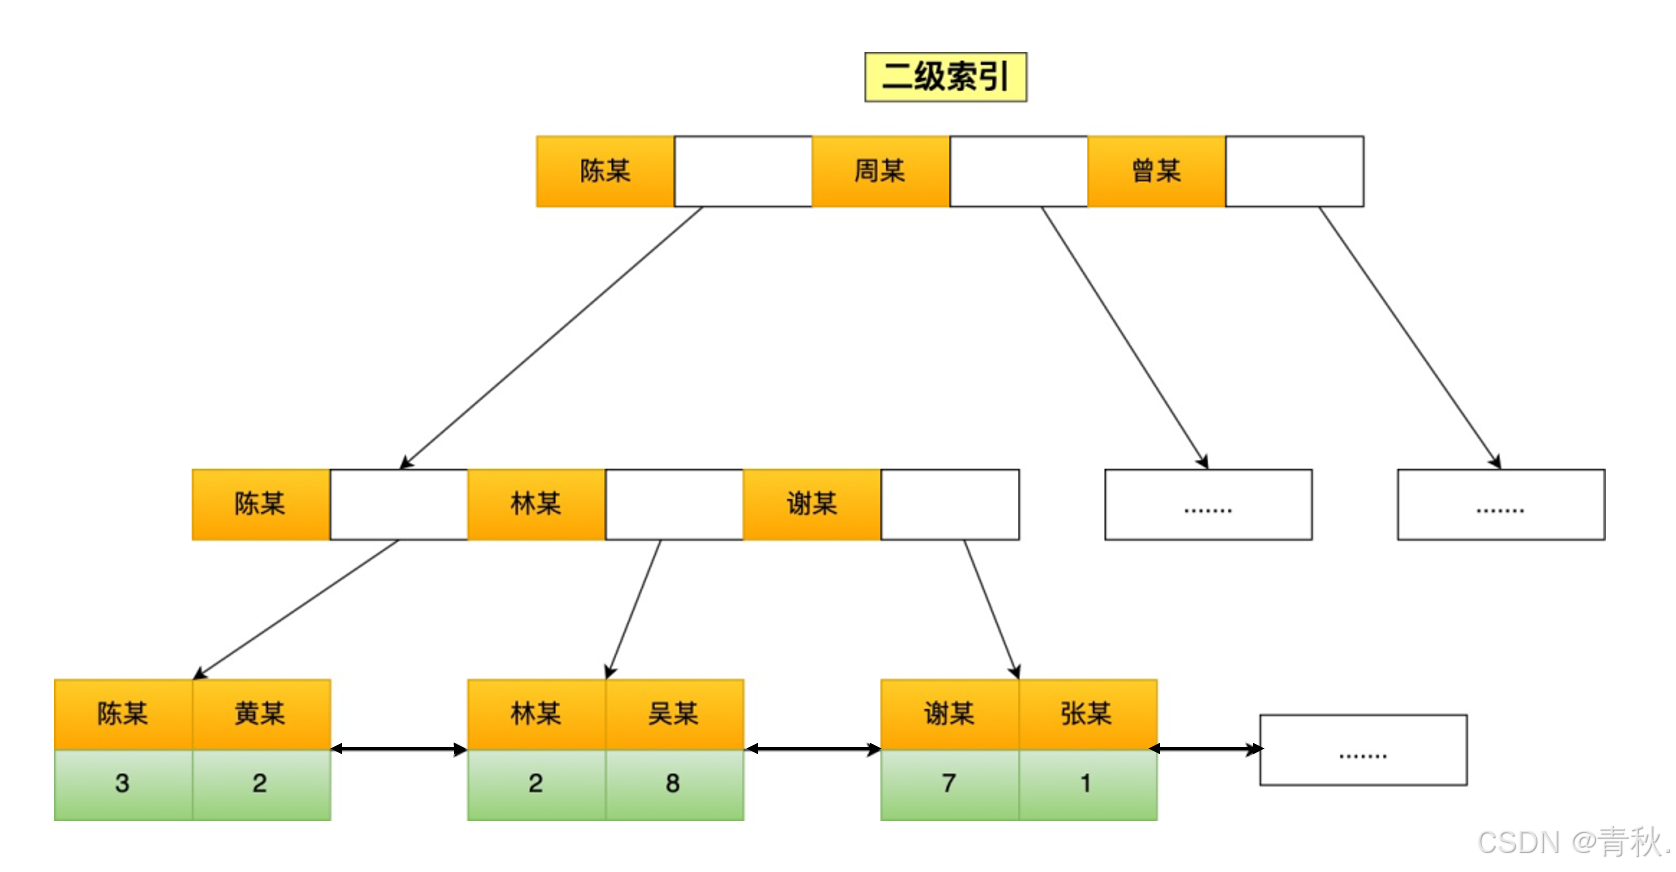 二级索引
陈某 周某 曾某
陈某 林某 谢某 ....... .......
陈某 黄某 林某 吴某 谢某 张某
.......
3 2 2 8 7 1
CSDN @青秋.